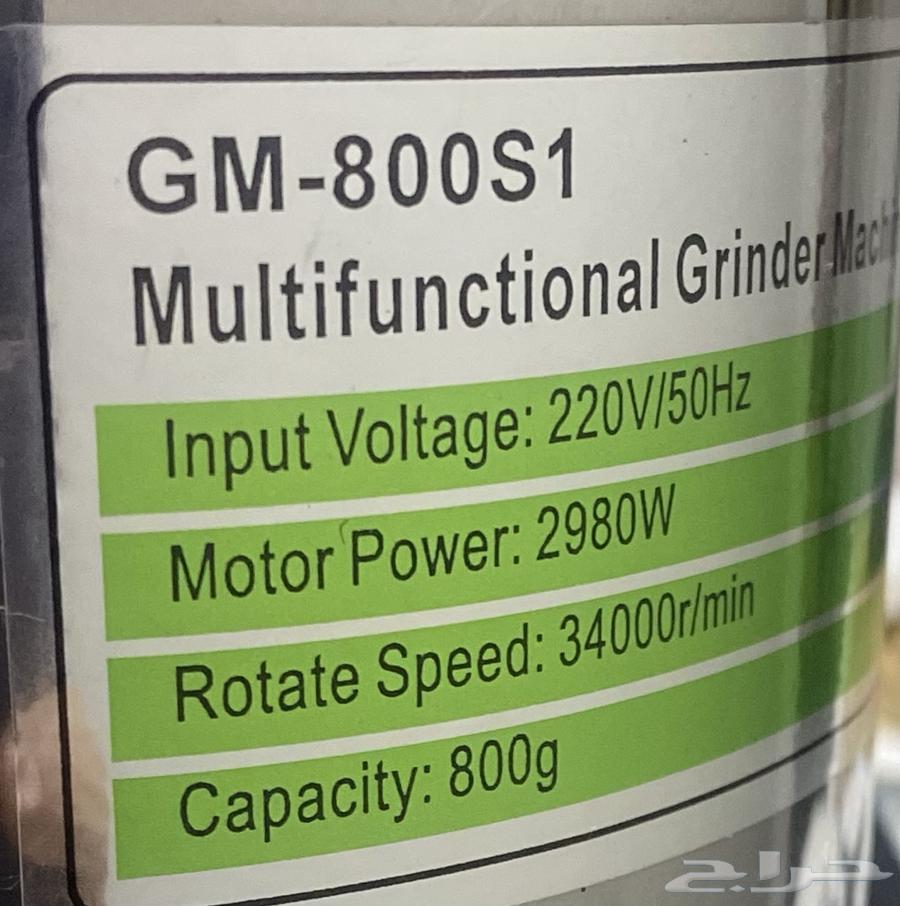 GM-800S1
Multifunctional Grinder
Input Voltage: 220V/50Hz
Motor Power: 2980W
Rotate Speed: 34000r/min
Capacity: 800g
حراج